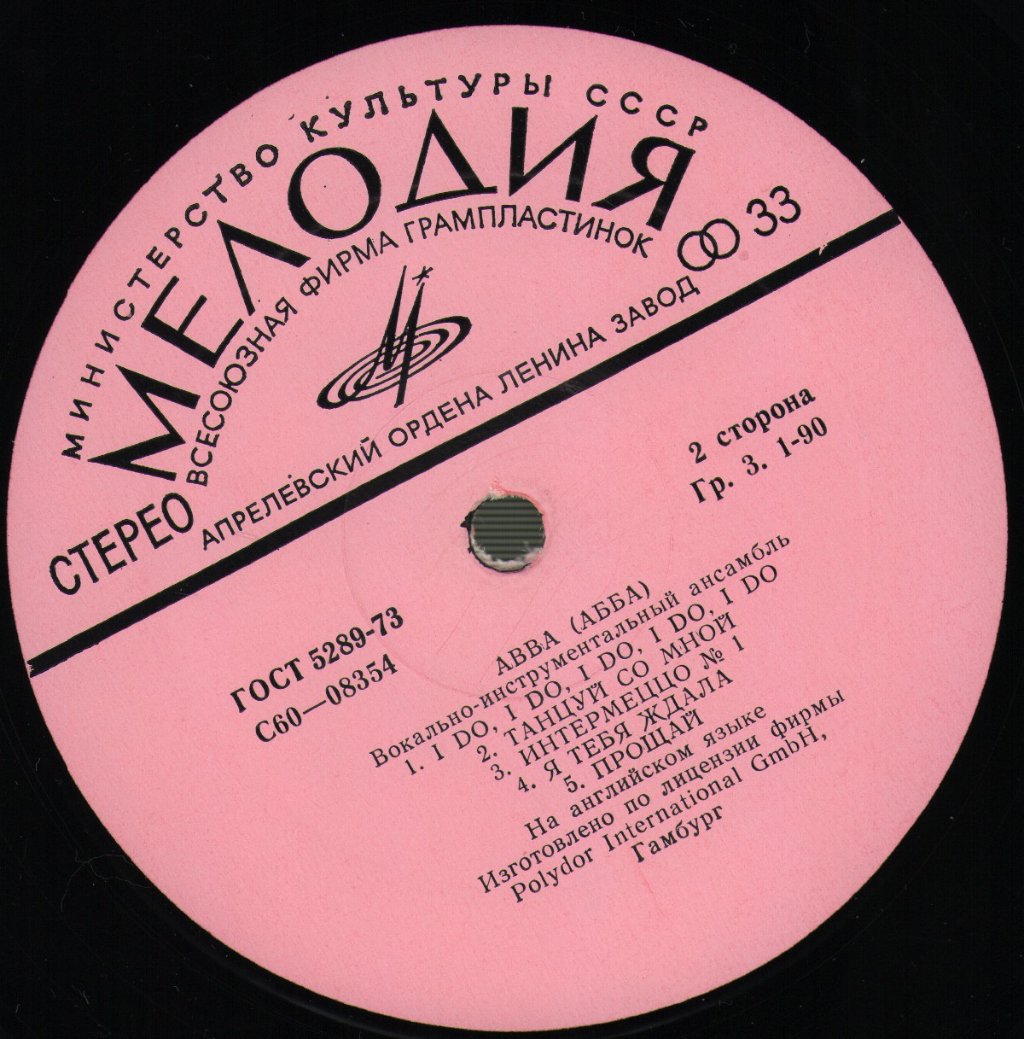 МИНИСТЕРСТВО КУЛЬТУРЫ СССР
МЕЛОДИЯ
ВСЕСОЮЗНАЯ ФИРМА ГРАМПЛАСТИНОК
СТЕРЕО
33
АПРЕЛЕВСКИЙ ОРДЕНА ЛЕНИНА ЗАВОД
2 сторона
Гр. 3. 1-90
ГОСТ 5289-73
С60—08354
ABBA (АББА)
Вокально-инструментальный ансамбль
1. I DO, I DO, I DO, I DO, I DO
2. ТАНЦУЙ СО МНОЙ
3. ИНТЕРМЕЦЦО № 1
4. Я ТЕБЯ ЖДАЛА
5. ПРОЩАЙ
На английском языке
Изготовлено по лицензии фирмы
Polydor International GmbH,
Гамбург